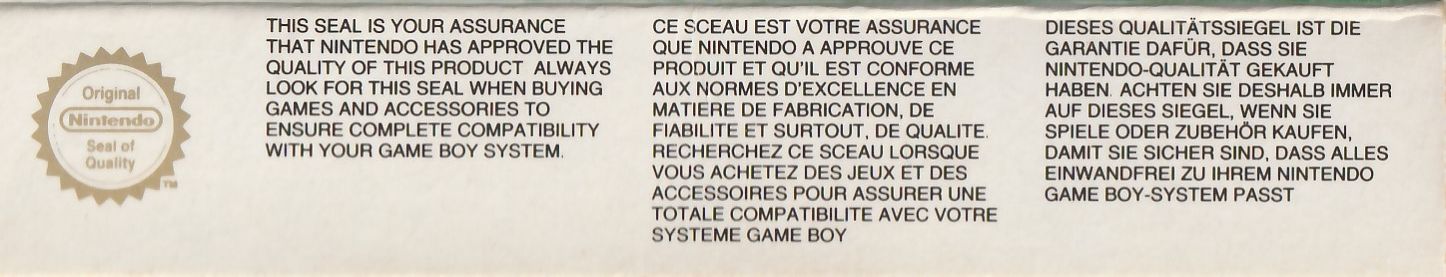 Original
Nintendo
Seal of
Quality
TM
THIS SEAL IS YOUR ASSURANCE
THAT NINTENDO HAS APPROVED THE
QUALITY OF THIS PRODUCT ALWAYS
LOOK FOR THIS SEAL WHEN BUYING
GAMES AND ACCESSORIES TO
ENSURE COMPLETE COMPATIBILITY
WITH YOUR GAME BOY SYSTEM.
CE SCEAU EST VOTRE ASSURANCE
QUE NINTENDO A APPROUVE CE
PRODUIT ET QU'IL EST CONFORME
AUX NORMES D'EXCELLENCE EN
MATIERE DE FABRICATION, DE
FIABILITE ET SURTOUT, DE QUALITE.
RECHERCHEZ CE SCEAU LORSQUE
VOUS ACHETEZ DES JEUX ET DES
ACCESSOIRES POUR ASSURER UNE
TOTALE COMPATIBILITE AVEC VOTRE
SYSTEME GAME BOY
DIESES QUALITÄTSSIEGEL IST DIE
GARANTIE DAFÜR, DASS SIE
NINTENDO-QUALITÄT GEKAUFT
HABEN. ACHTEN SIE DESHALB IMMER
AUF DIESES SIEGEL, WENN SIE
SPIELE ODER ZUBEHÖR KAUFEN,
DAMIT SIE SICHER SIND, DASS ALLES
EINWANDFREI ZU IHREM NINTENDO
GAME BOY-SYSTEM PASST